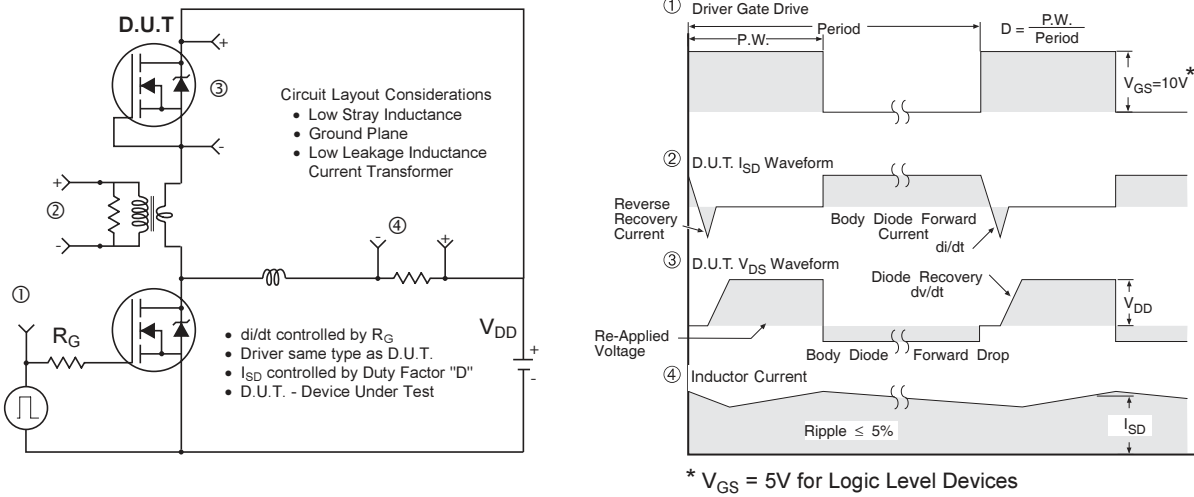 D.U.T
+
③
-
Circuit Layout Considerations
• Low Stray Inductance
• Ground Plane
• Low Leakage Inductance
Current Transformer
+
②
-
-
④
+
①
R_G
• di/dt controlled by R_G
• Driver same type as D.U.T.
• I_SD controlled by Duty Factor "D"
• D.U.T. - Device Under Test
V_DD
+
-
① Driver Gate Drive
Period
P.W.
D = P.W. / Period
V_GS=10V*
② D.U.T. I_SD Waveform
Reverse
Recovery
Current
Body Diode Forward
Current
di/dt
③ D.U.T. V_DS Waveform
Diode Recovery
dv/dt
V_DD
Re-Applied
Voltage
Body Diode Forward Drop
④ Inductor Current
Ripple ≤ 5%
I_SD
* V_GS = 5V for Logic Level Devices